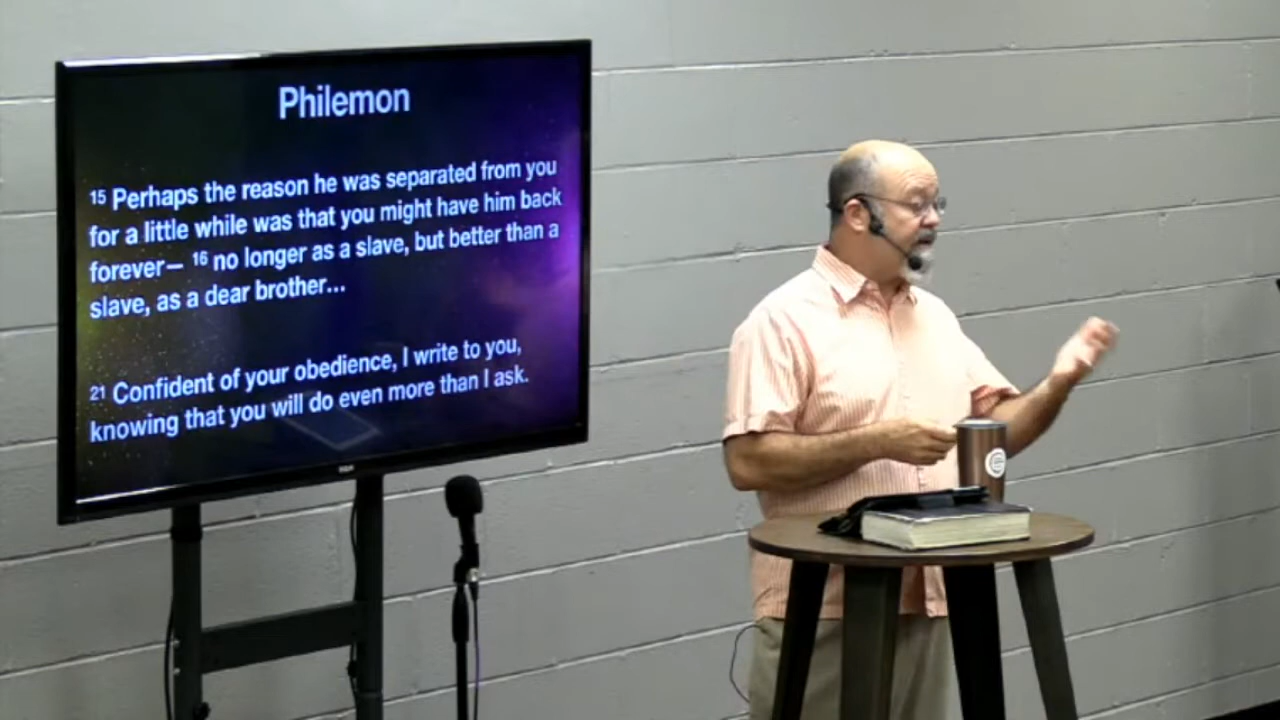 Philemon
15 Perhaps the reason he was separated from you
for a little while was that you might have him back
forever– 16 no longer as a slave, but better than a
slave, as a dear brother...
21 Confident of your obedience, I write to you,
knowing that you will do even more than I ask.
RCA